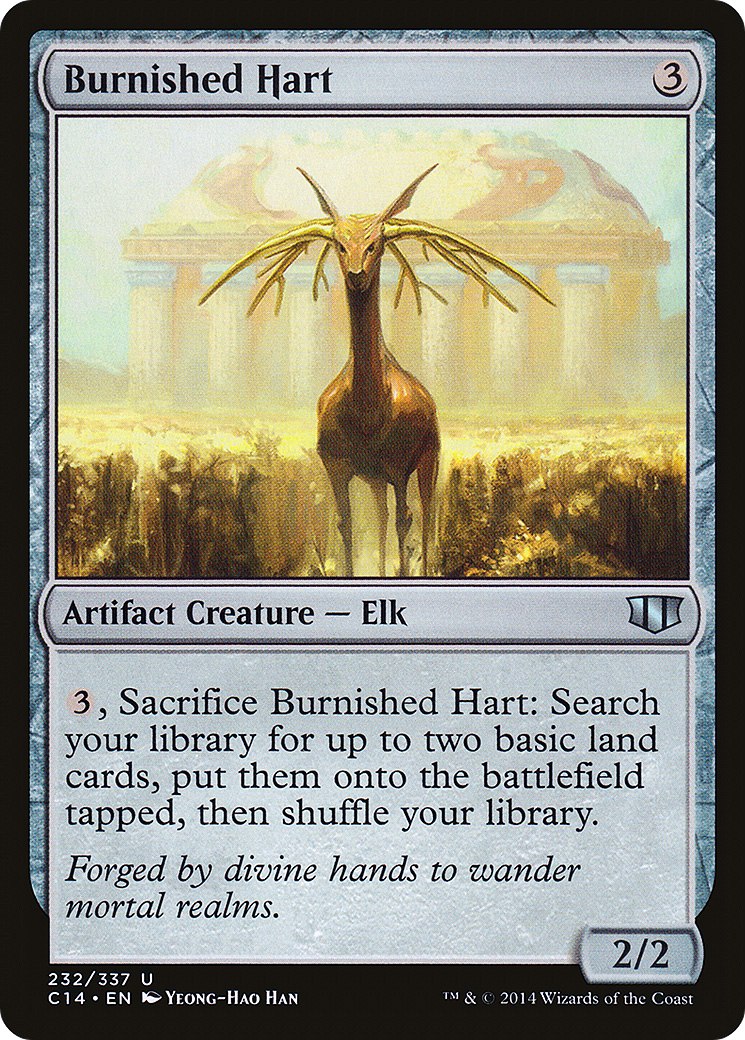 Burnished Hart 3
Artifact Creature — Elk
3, Sacrifice Burnished Hart: Search
your library for up to two basic land
cards, put them onto the battlefield
tapped, then shuffle your library.
Forged by divine hands to wander
mortal realms.
2/2
232/337 U
C14 • EN Yeong-Hao Han
™ & © 2014 Wizards of the Coast